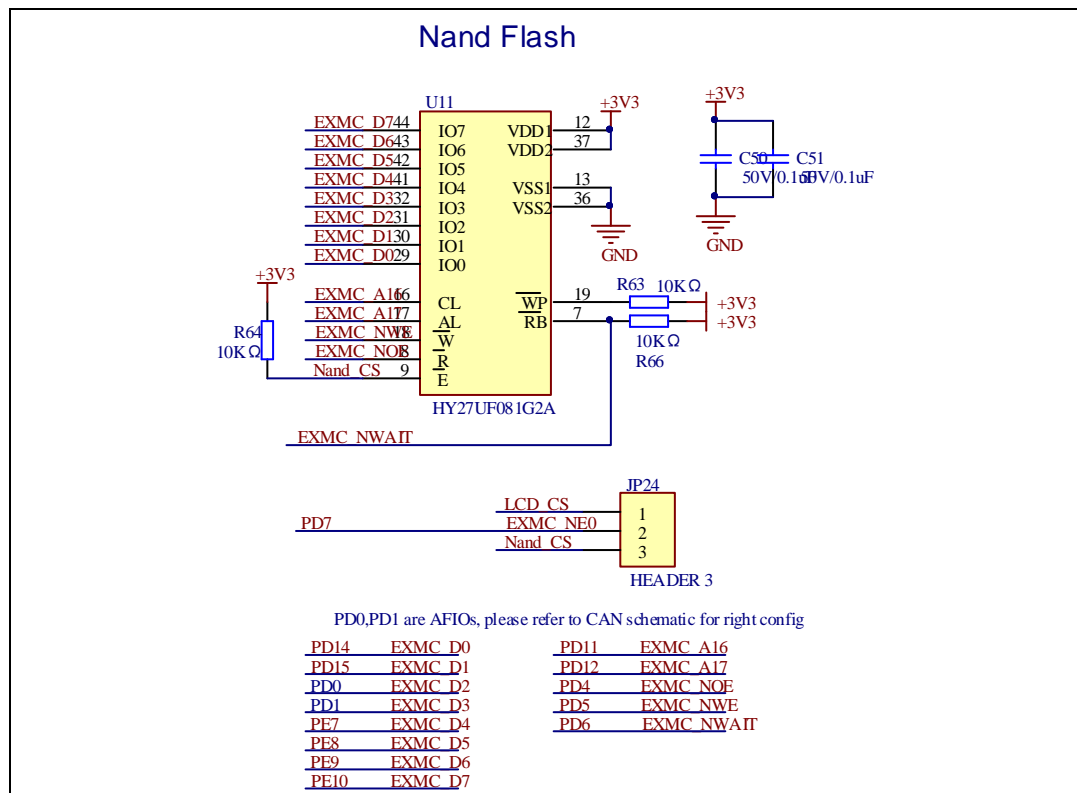 Nand Flash
U11
+3V3
+3V3
EXMC_D7 44 IO7 VDD1 12
EXMC_D6 43 IO6 VDD2 37
EXMC_D5 42 IO5
C50 C51
50V/0.1uF 50V/0.1uF
EXMC_D4 41 IO4 VSS1 13
EXMC_D3 32 IO3 VSS2 36
EXMC_D2 31 IO2
EXMC_D1 30 IO1
GND
GND
EXMC_D0 29 IO0
+3V3
EXMC_A16 16 CL WP 19 R63 10KΩ +3V3
EXMC_A17 17 AL RB 7 +3V3
R64 10KΩ
EXMC_NWE 18 W
10KΩ R66
EXMC_NOE 8 R
Nand_CS 9 E
HY27UF081G2A
EXMC_NWAIT
JP24
LCD_CS 1
PD7 EXMC_NE0 2
Nand_CS 3
HEADER 3
PD0,PD1 are AFIOs, please refer to CAN schematic for right config
PD14 EXMC_D0 PD11 EXMC_A16
PD15 EXMC_D1 PD12 EXMC_A17
PD0 EXMC_D2 PD4 EXMC_NOE
PD1 EXMC_D3 PD5 EXMC_NWE
PE7 EXMC_D4 PD6 EXMC_NWAIT
PE8 EXMC_D5
PE9 EXMC_D6
PE10 EXMC_D7